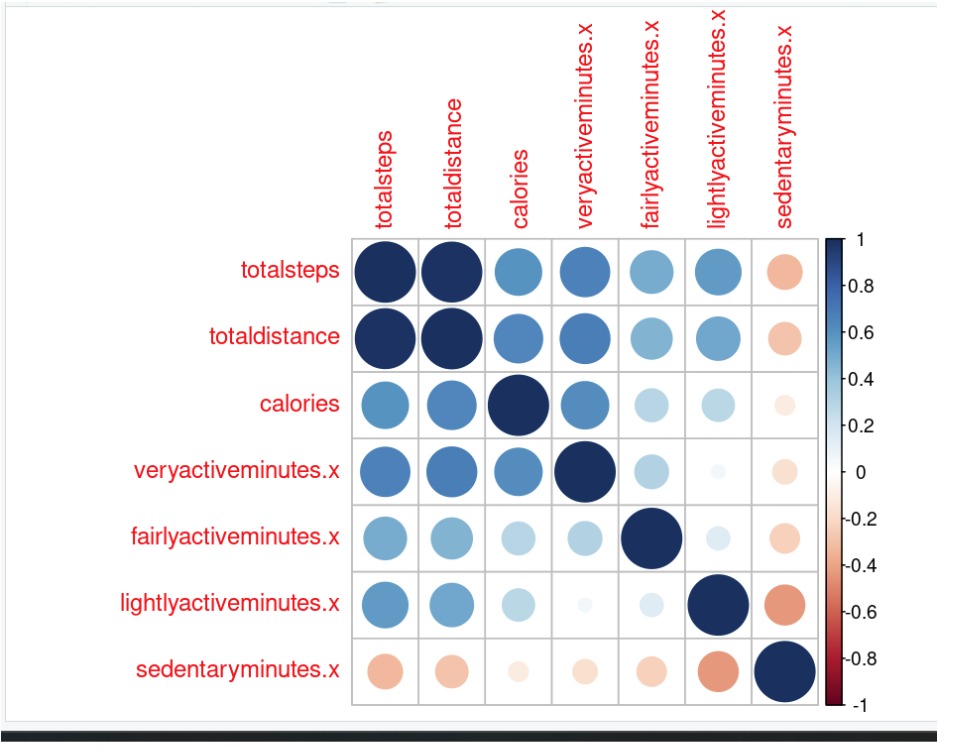 totalsteps
totaldistance
calories
veryactiveminutes.x
fairlyactiveminutes.x
lightlyactiveminutes.x
sedentaryminutes.x
totalsteps
totaldistance
calories
veryactiveminutes.x
fairlyactiveminutes.x
lightlyactiveminutes.x
sedentaryminutes.x
1
0.8
0.6
0.4
0.2
0
-0.2
-0.4
-0.6
-0.8
-1